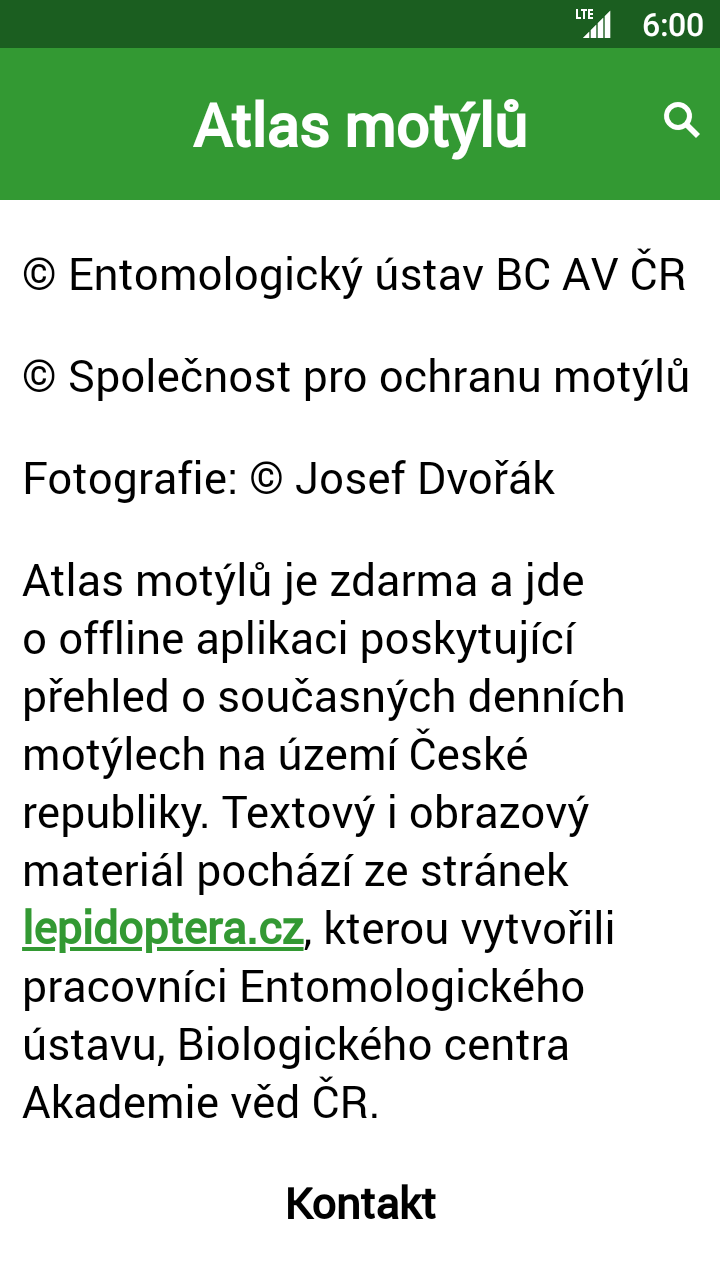 LTE 6:00
Atlas motýlů
© Entomologický ústav BC AV ČR
© Společnost pro ochranu motýlů
Fotografie: © Josef Dvořák
Atlas motýlů je zdarma a jde
o offline aplikaci poskytující
přehled o současných denních
motýlech na území České
republiky. Textový i obrazový
materiál pochází ze stránek
lepidoptera.cz, kterou vytvořili
pracovníci Entomologického
ústavu, Biologického centra
Akademie věd ČR.
Kontakt